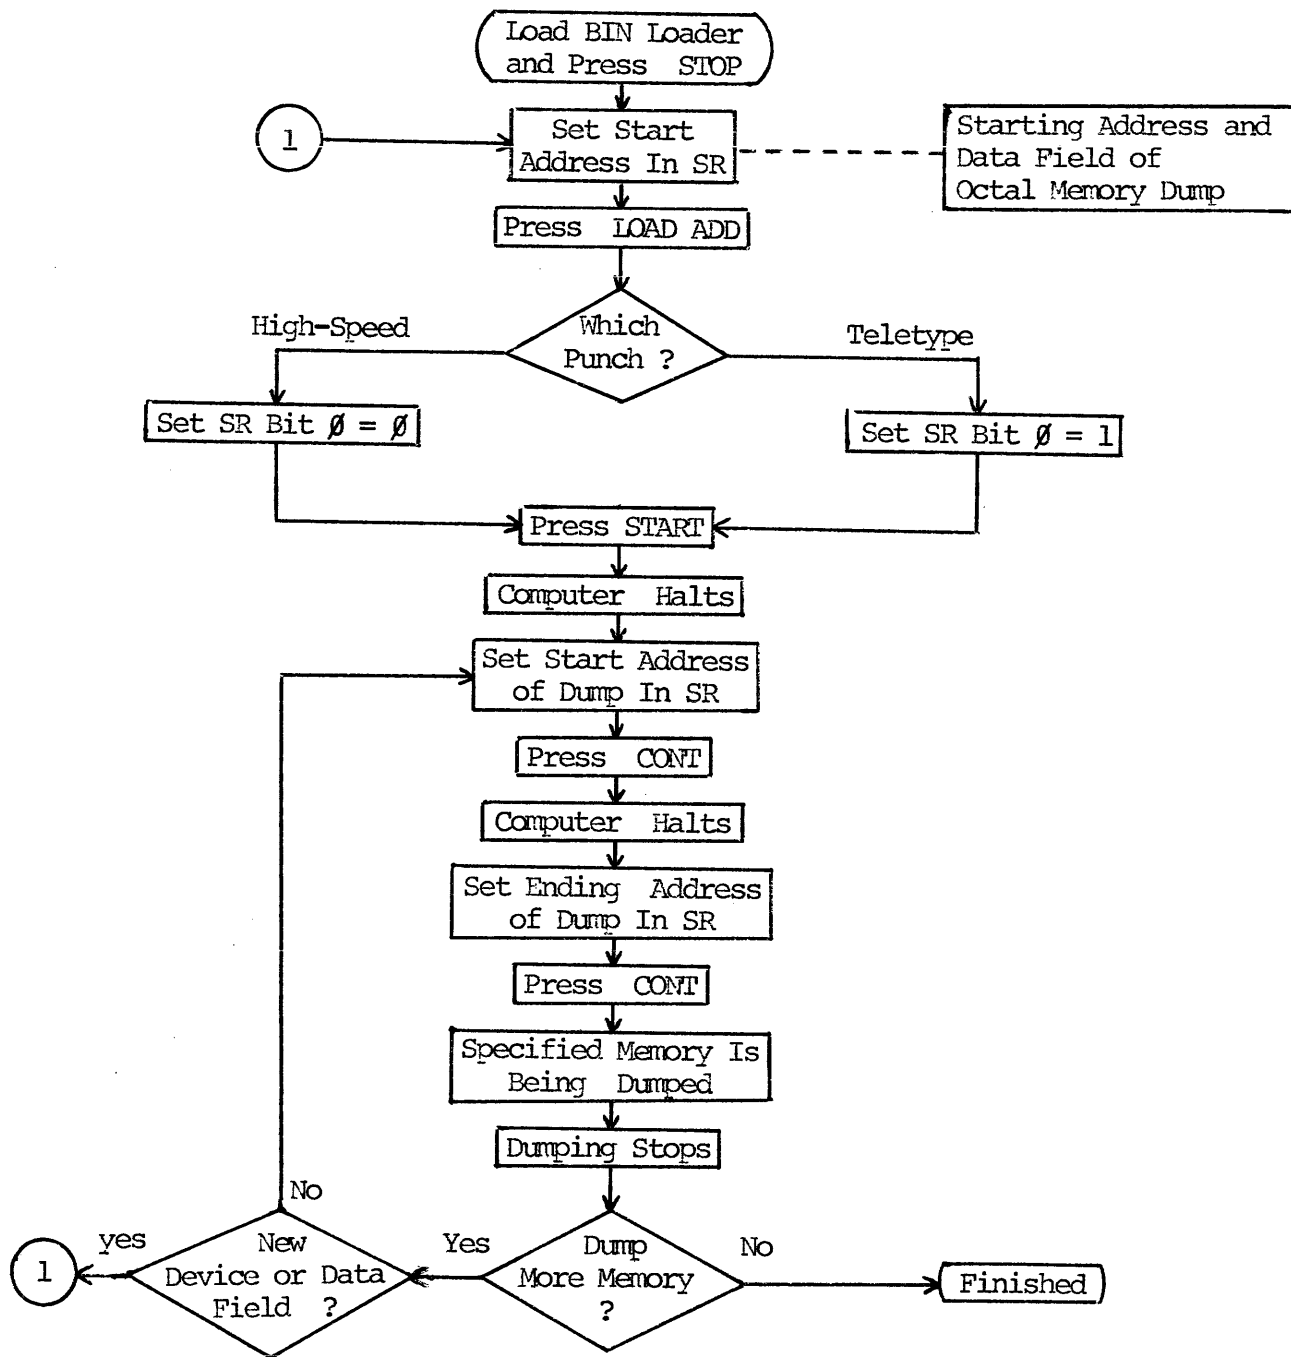 Load BIN Loader
and Press STOP
1
Set Start
Address In SR
Starting Address and
Data Field of
Octal Memory Dump
Press LOAD ADD
Which
Punch ?
High-Speed
Teletype
Set SR Bit Ø = Ø
Set SR Bit Ø = 1
Press START
Computer Halts
Set Start Address
of Dump In SR
Press CONT
Computer Halts
Set Ending Address
of Dump In SR
Press CONT
Specified Memory Is
Being Dumped
Dumping Stops
No
1
yes
New
Device or Data
Field ?
Yes
Dump
More Memory
?
No
Finished